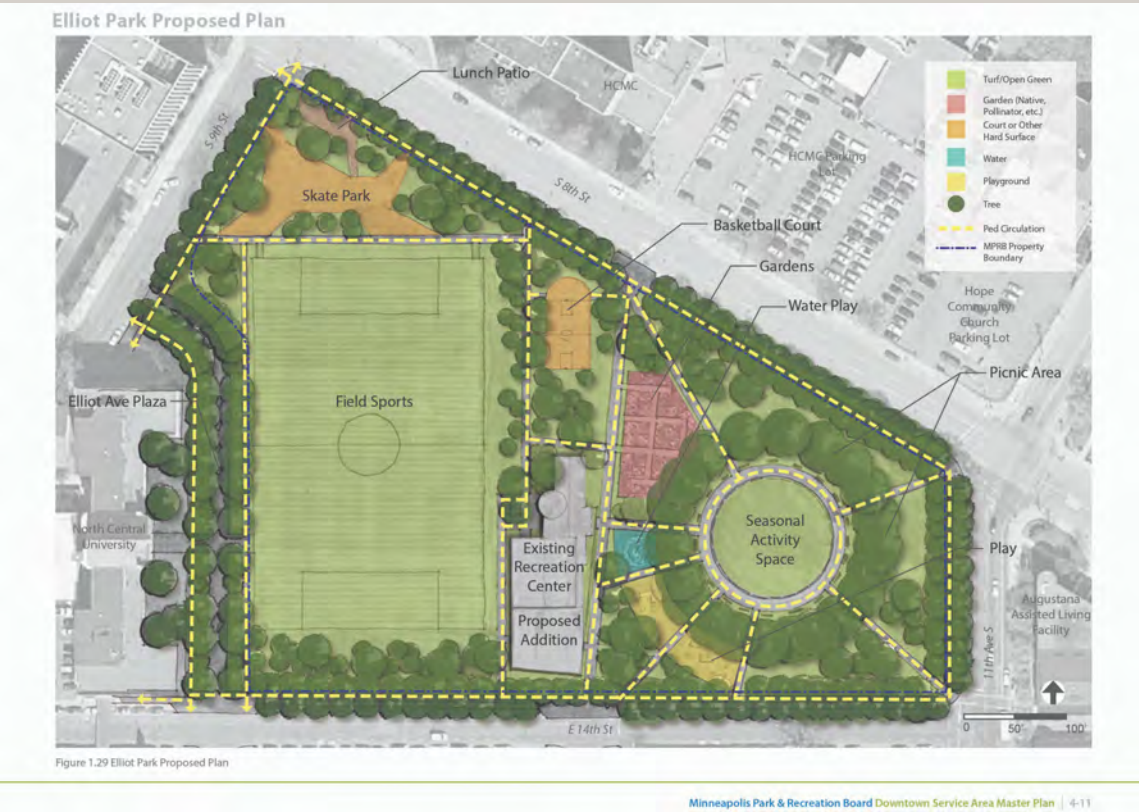 Elliot Park Proposed Plan
Lunch Patio
HCMC
S 9th St
S 8th St
HCMC Parking
Lot
Skate Park
Basketball Court
Gardens
Water Play
Hope
Community
Church
Parking Lot
Picnic Area
Elliot Ave Plaza
Field Sports
North Central
University
Seasonal
Activity
Space
Existing
Recreation
Center
Play
Proposed
Addition
Augustana
Assisted Living
Facility
11th Ave S
E 14th St
Turf/Open Green
Garden (Native,
Pollinator, etc.)
Court or Other
Hard Surface
Water
Playground
Tree
Ped Circulation
MPRB Property
Boundary
0 50' 100'
Figure 1.29 Elliot Park Proposed Plan
Minneapolis Park & Recreation Board Downtown Service Area Master Plan | 4-11